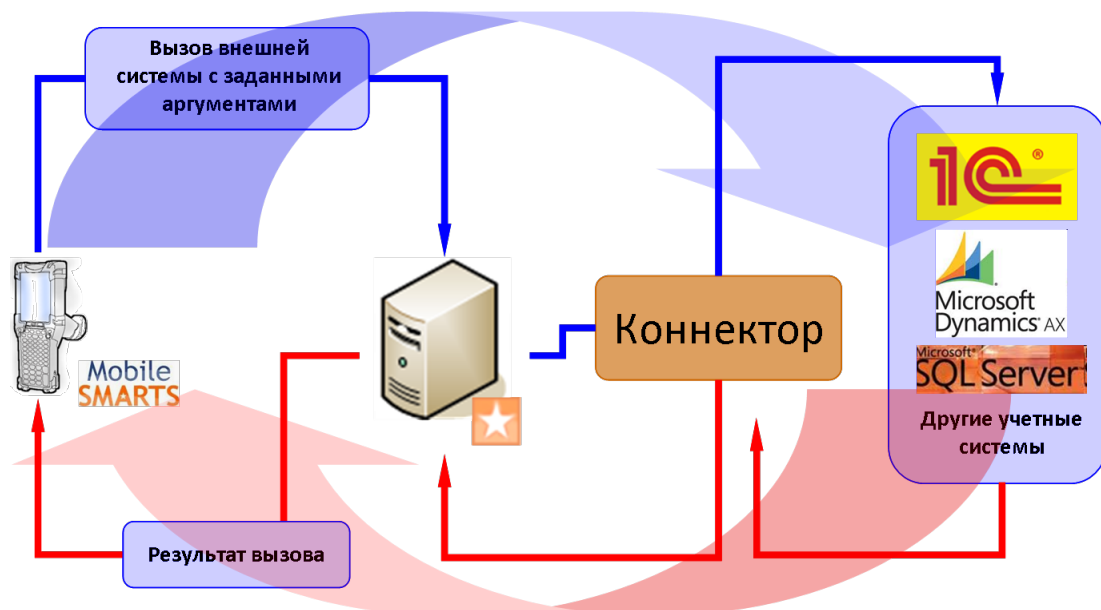 Вызов внешней
системы с заданными
аргументами
1С®
Microsoft
Dynamics® AX
Microsoft®
SQL Server
Другие учетные
системы
Коннектор
Mobile
SMARTS
Результат вызова